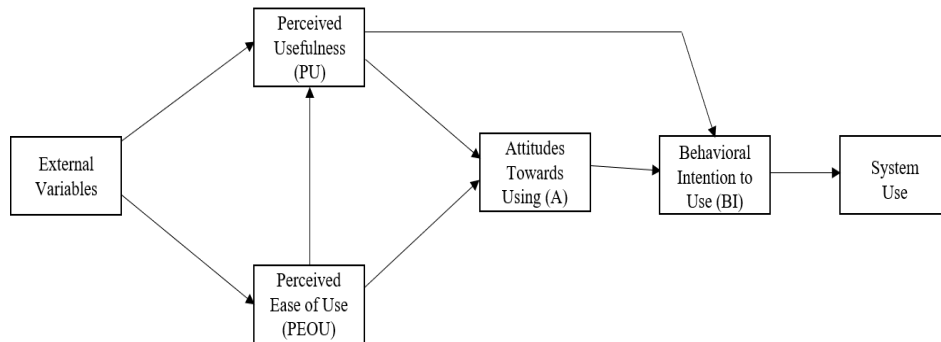 Perceived
Usefulness
(PU)
External
Variables
Perceived
Ease of Use
(PEOU)
Attitudes
Towards
Using (A)
Behavioral
Intention to
Use (BI)
System
Use